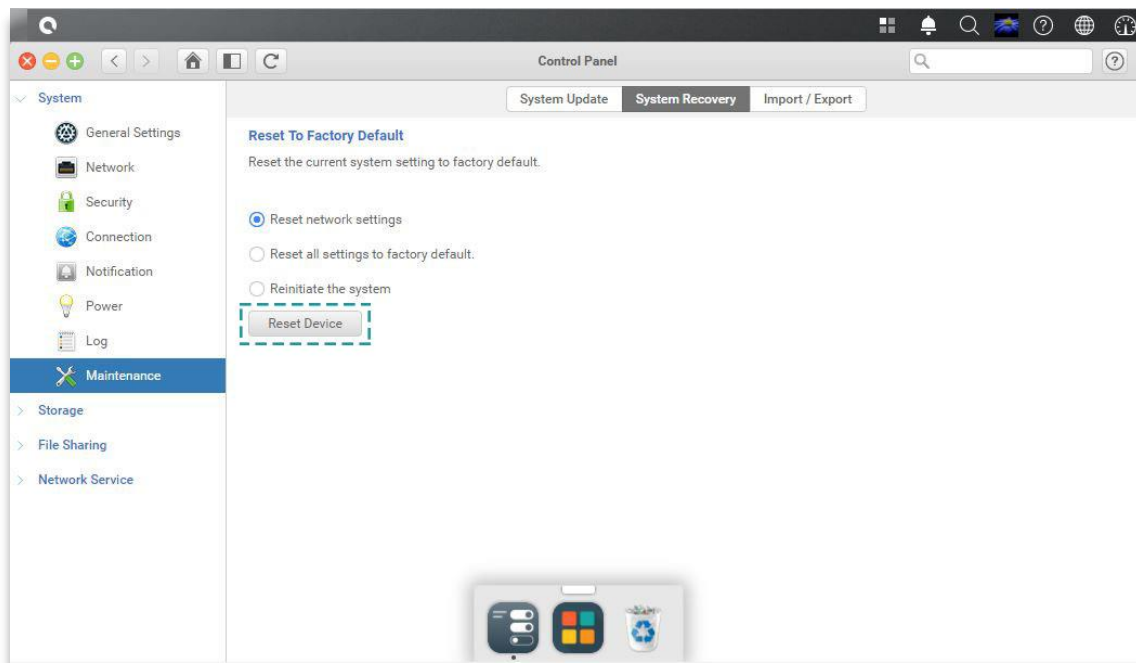 Control Panel
System
General Settings
Network
Security
Connection
Notification
Power
Log
Maintenance
Storage
File Sharing
Network Service
System Update
System Recovery
Import / Export
Reset To Factory Default
Reset the current system setting to factory default.
Reset network settings
Reset all settings to factory default.
Reinitiate the system
Reset Device